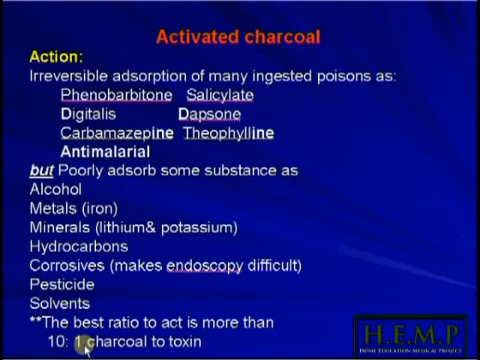 Activated charcoal
Action:
Irreversible adsorption of many ingested poisons as:
Phenobarbitone Salicylate
Digitalis Dapsone
Carbamazepine Theophylline
Antimalarial
but Poorly adsorb some substance as
Alcohol
Metals (iron)
Minerals (lithium& potassium)
Hydrocarbons
Corrosives (makes endoscopy difficult)
Pesticide
Solvents
**The best ratio to act is more than
10: 1 charcoal to toxin
H.E.M.P
HOME EDUCATION MEDICAL PROJECT